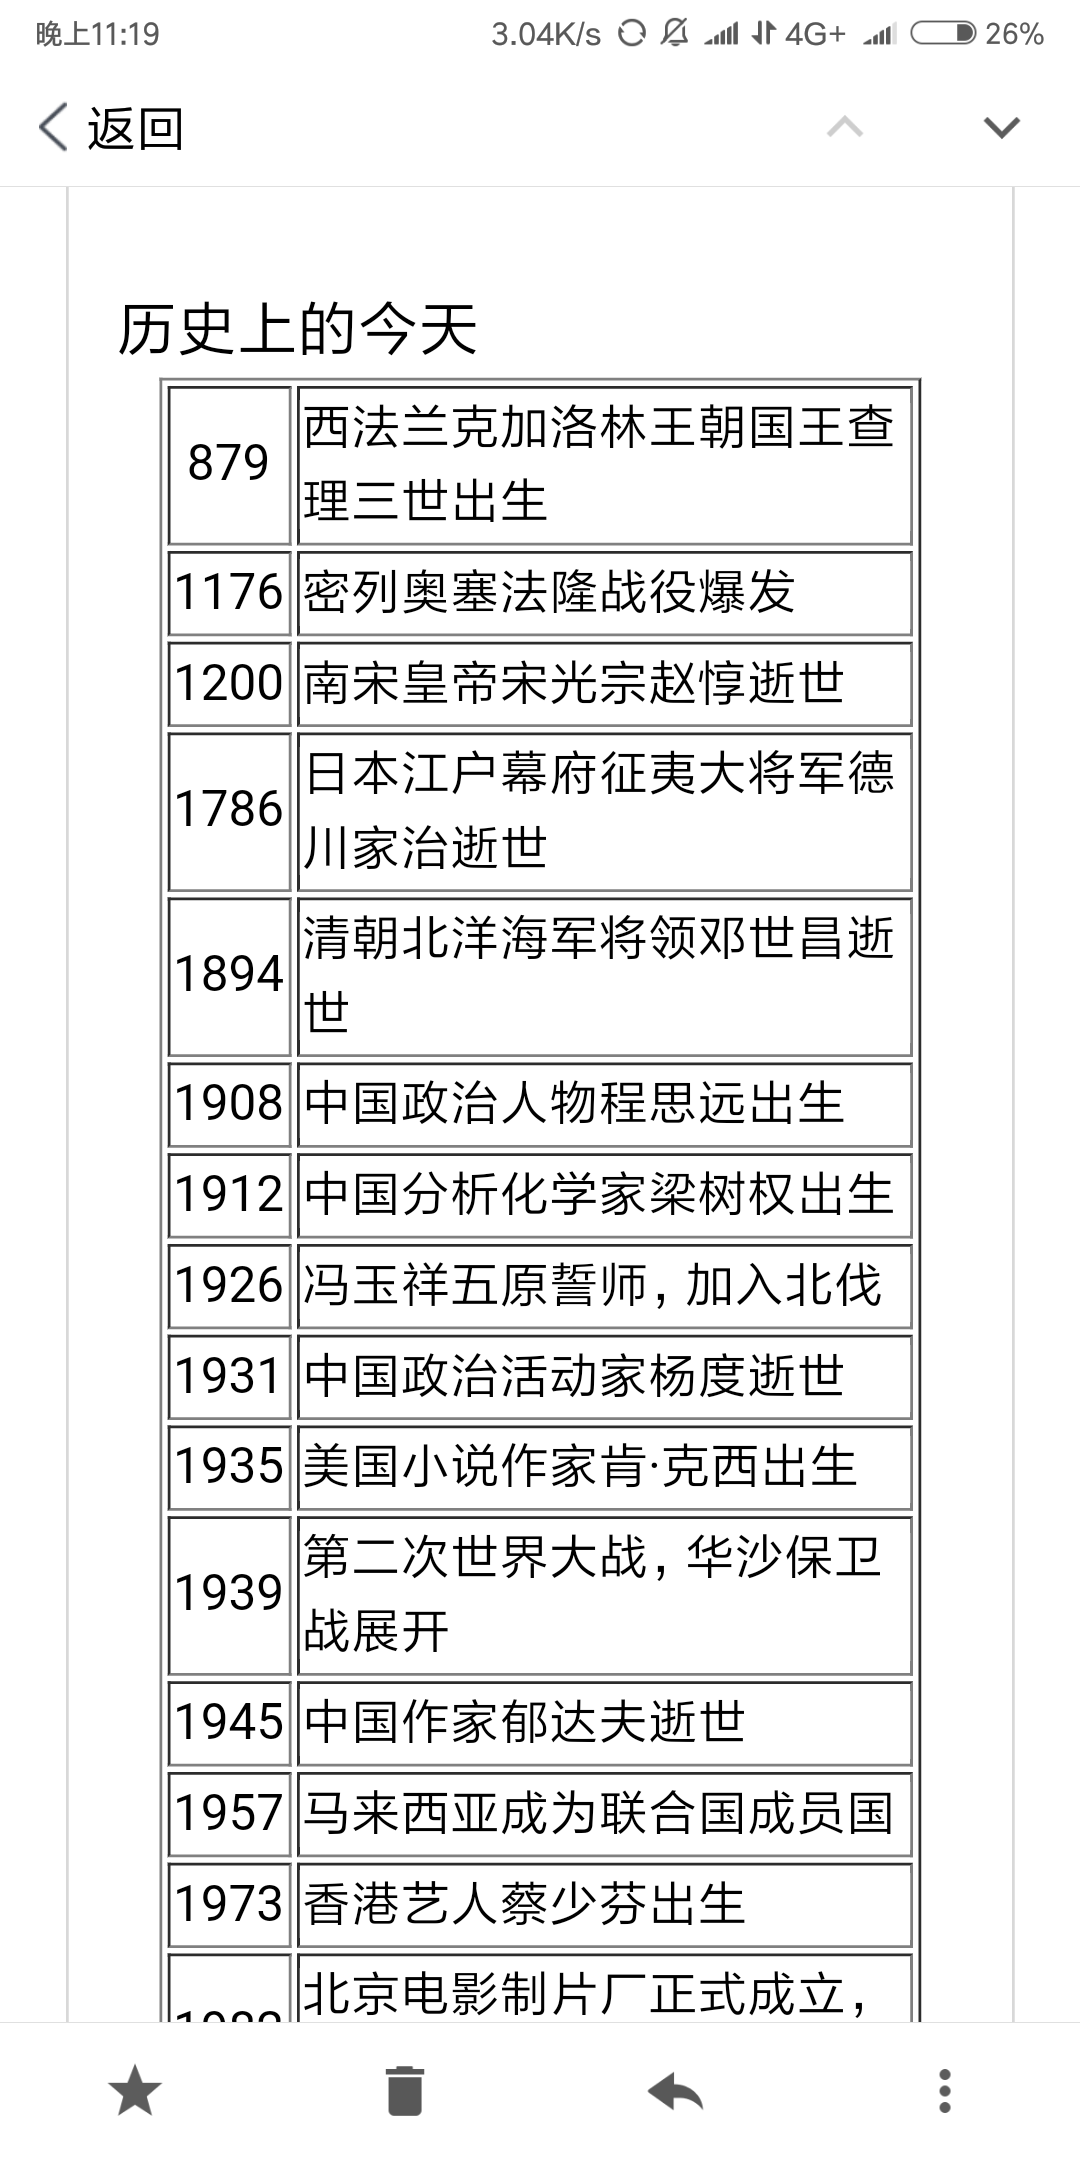 晚上11:19
3.04K/s 4G+ 26%
返回
历史上的今天
879
西法兰克加洛林王朝国王查
理三世出生
1176 密列奥塞法隆战役爆发
1200 南宋皇帝宋光宗赵惇逝世
1786
日本江户幕府征夷大将军德
川家治逝世
1894
清朝北洋海军将领邓世昌逝
世
1908 中国政治人物程思远出生
1912 中国分析化学家梁树权出生
1926 冯玉祥五原誓师,加入北伐
1931 中国政治活动家杨度逝世
1935 美国小说作家肯·克西出生
1939
第二次世界大战,华沙保卫
战展开
1945 中国作家郁达夫逝世
1957 马来西亚成为联合国成员国
1973 香港艺人蔡少芬出生
北京电影制片厂正式成立,